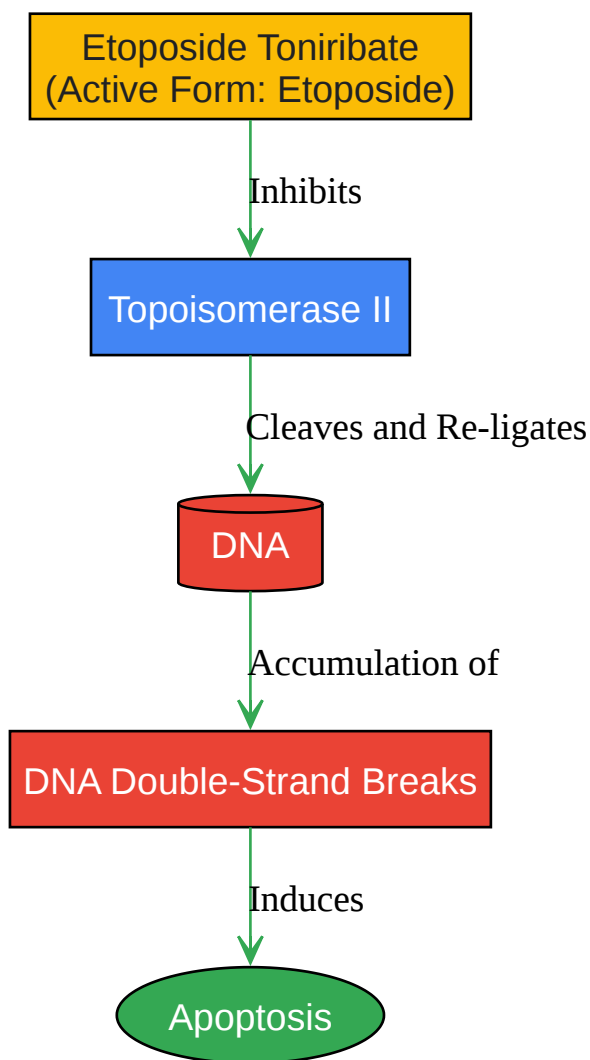 Etoposide Toniribate
(Active Form: Etoposide)
Inhibits
Topoisomerase II
Cleaves and Re-ligates
DNA
Accumulation of
DNA Double-Strand Breaks
Induces
Apoptosis